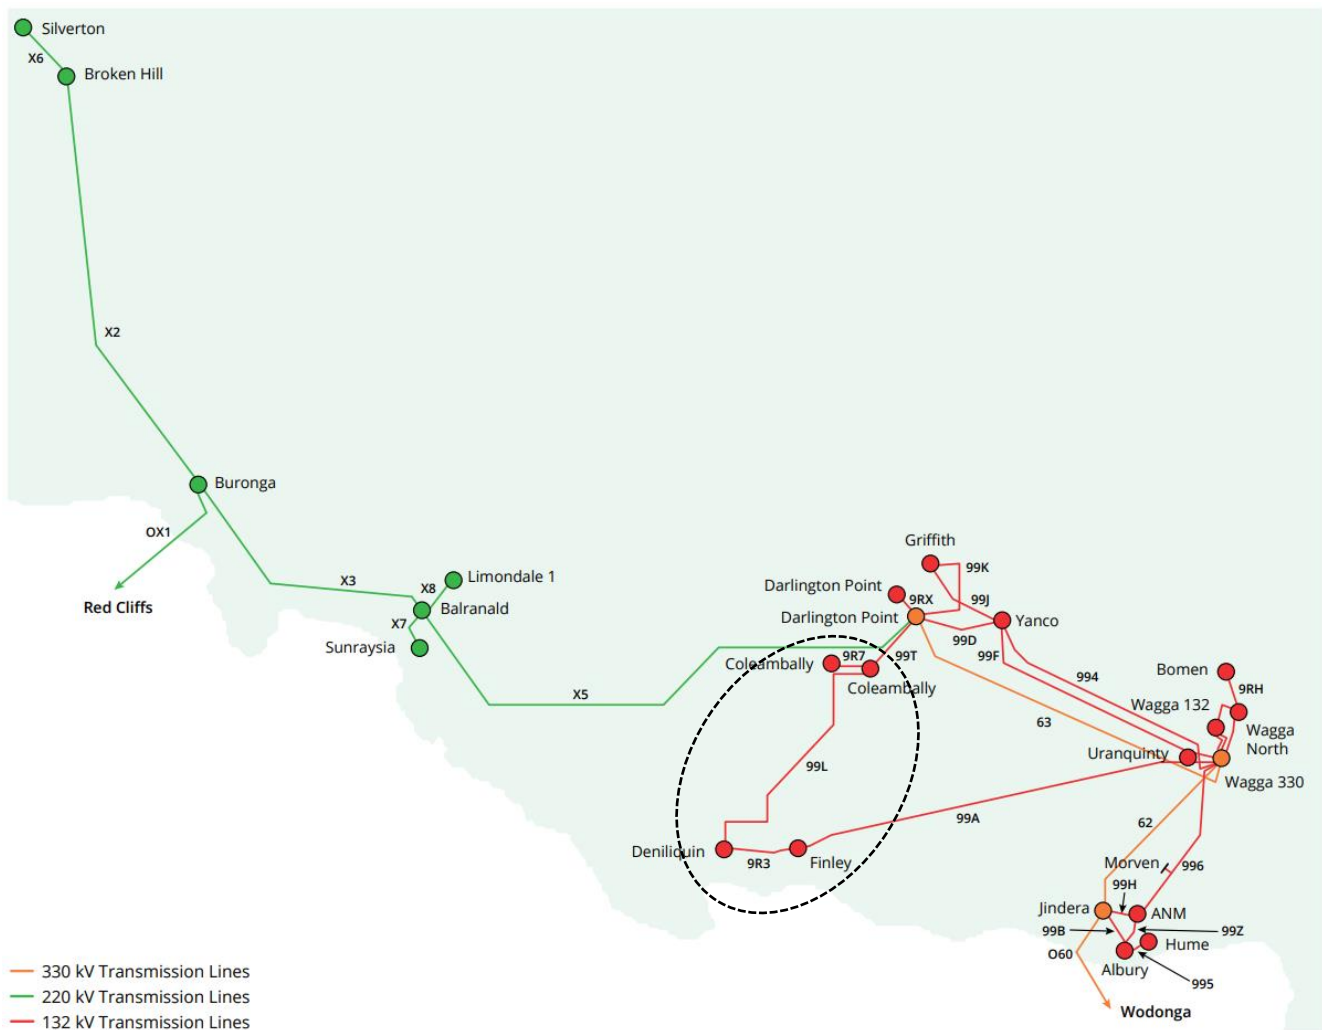 Silverton
X6
Broken Hill
X2
Buronga
OX1
Red Cliffs
X3
X8
Limondale 1
Balranald
X7
Sunraysia
X5
Griffith
99K
Darlington Point
9RX
99J
Darlington Point
Yanco
99D
99F
99T
9R7
Coleambally
Coleambally
994
Bomen
9RH
Wagga 132
Wagga
North
63
Uranquinty
Wagga 330
99L
99A
62
Deniliquin
9R3
Finley
Morven
996
99H
Jindera
ANM
99B
99Z
Hume
O60
Albury
995
Wodonga
330 kV Transmission Lines
220 kV Transmission Lines
132 kV Transmission Lines